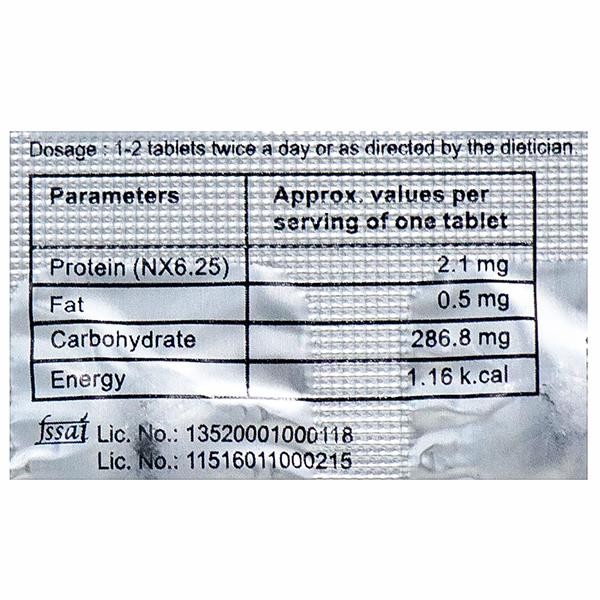 Dosage : 1-2 tablets twice a day or as directed by the dietician.
Parameters Approx. values per serving of one tablet
Protein (NX6.25) 2.1 mg
Fat 0.5 mg
Carbohydrate 286.8 mg
Energy 1.16 k.cal
fssai Lic. No.: 13520001000118
Lic. No.: 11516011000215